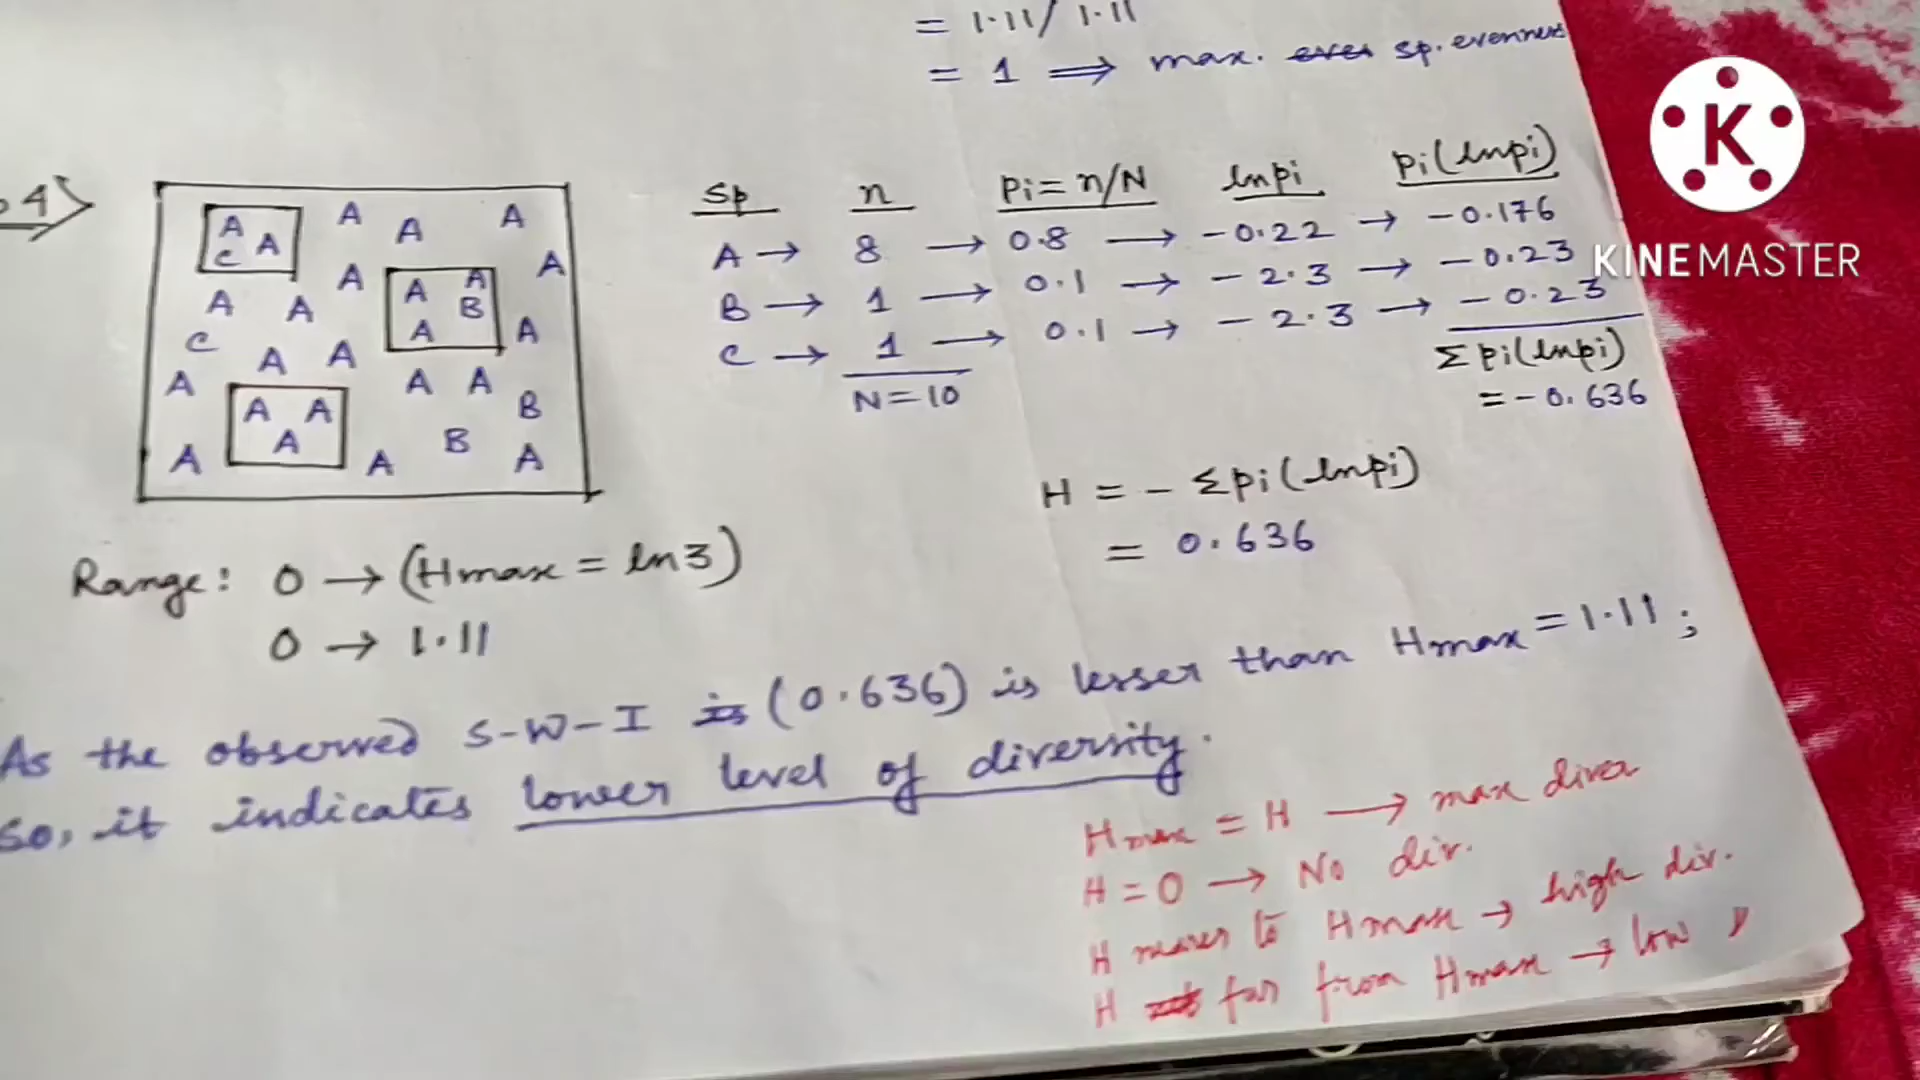 = 1.11/ 1.11
= 1 ⟹ max. sp. evenness
4)
A A A A
A C A
A A A A
A A B
C A A
A A A A A
A A B
A B
A A A
Sp n pi = n/N lnpi pi(lnpi)
A → 8 → 0.8 → -0.22 → -0.176
B → 1 → 0.1 → -2.3 → -0.23
C → 1 → 0.1 → -2.3 → -0.23
N = 10
Σ pi(lnpi)
= -0.636
H = - Σ pi(lnpi)
= 0.636
Range: 0 → (Hmax = ln3)
0 → 1.11
As the observed S-W-I (0.636) is lesser than Hmax = 1.11;
So, it indicates lower level of diversity.
Hmax = H → max diver
H = 0 → No div.
H nearer to Hmax → high div.
H far from Hmax → low
K
KINEMASTER